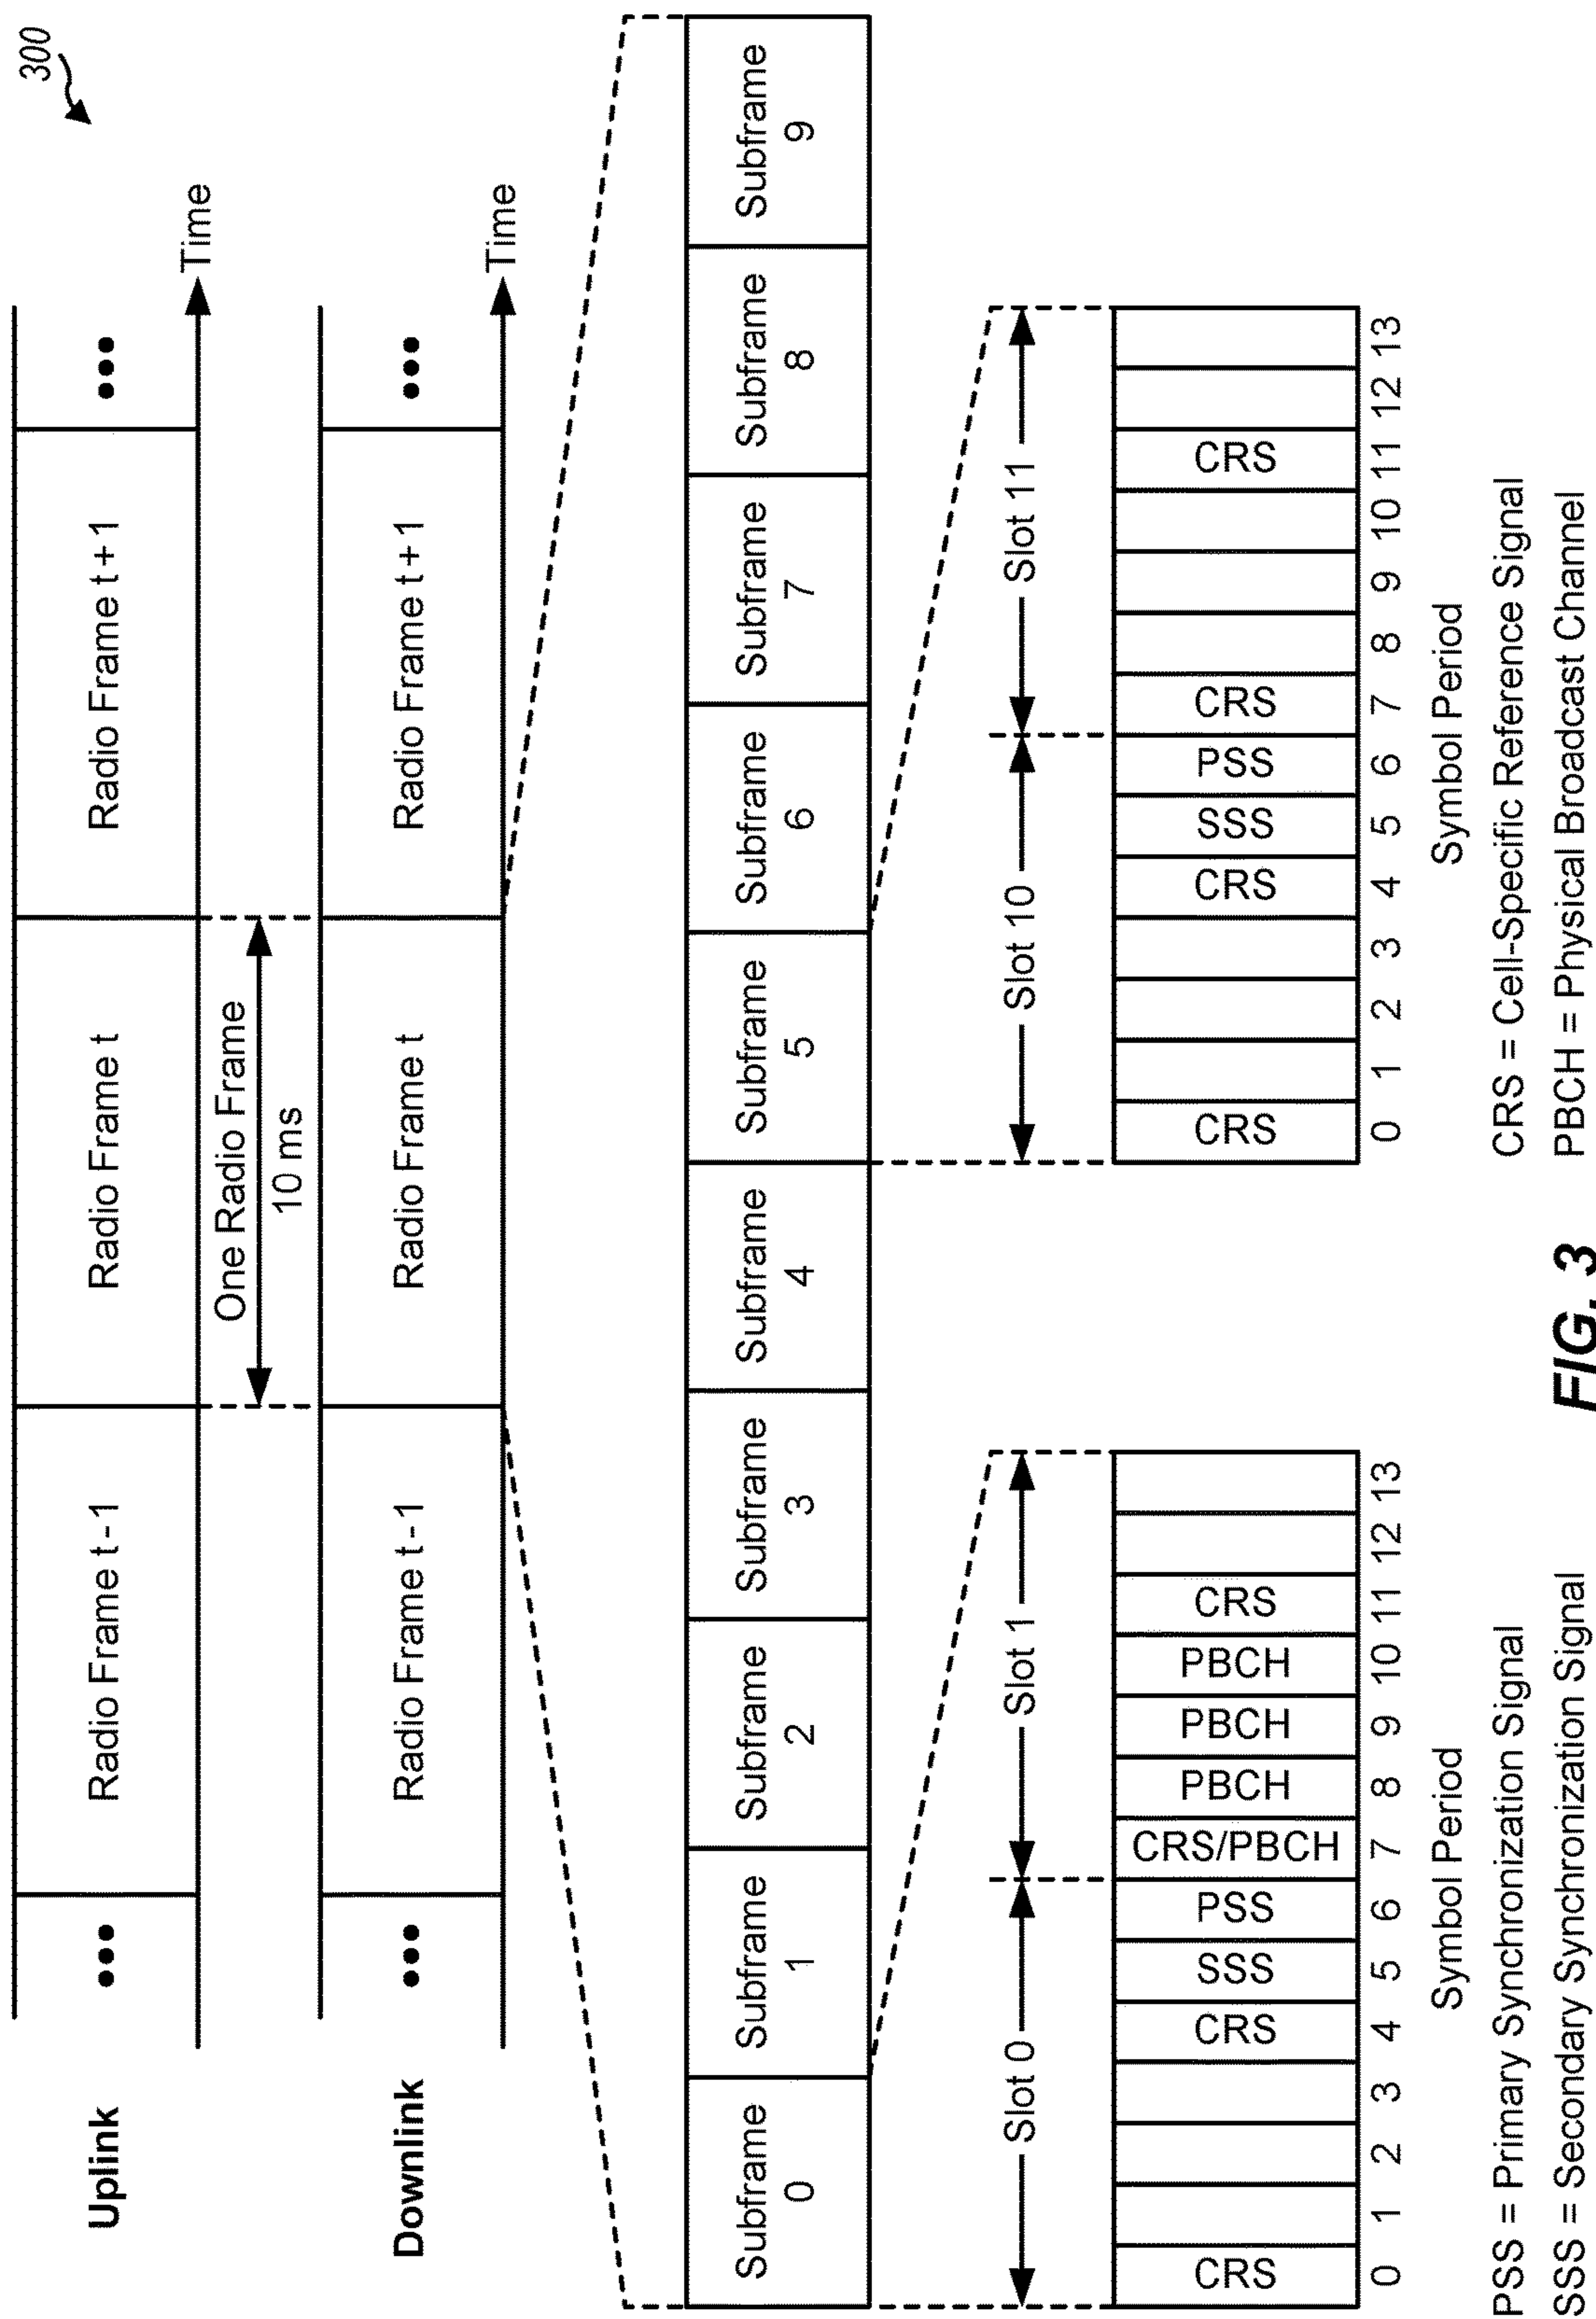 300
Uplink
••• Radio Frame t-1 Radio Frame t Radio Frame t+1 •••
Time
One Radio Frame
10 ms
Downlink
••• Radio Frame t-1 Radio Frame t Radio Frame t+1 •••
Time
Subframe 0
Subframe 1
Subframe 2
Subframe 3
Subframe 4
Subframe 5
Subframe 6
Subframe 7
Subframe 8
Subframe 9
Slot 0 Slot 1
CRS CRS SSS PSS CRS/PBCH PBCH PBCH PBCH CRS
0 1 2 3 4 5 6 7 8 9 10 11 12 13
Symbol Period
Slot 10 Slot 11
CRS CRS SSS PSS CRS CRS
0 1 2 3 4 5 6 7 8 9 10 11 12 13
Symbol Period
PSS = Primary Synchronization Signal
SSS = Secondary Synchronization Signal
CRS = Cell-Specific Reference Signal
PBCH = Physical Broadcast Channel
FIG. 3